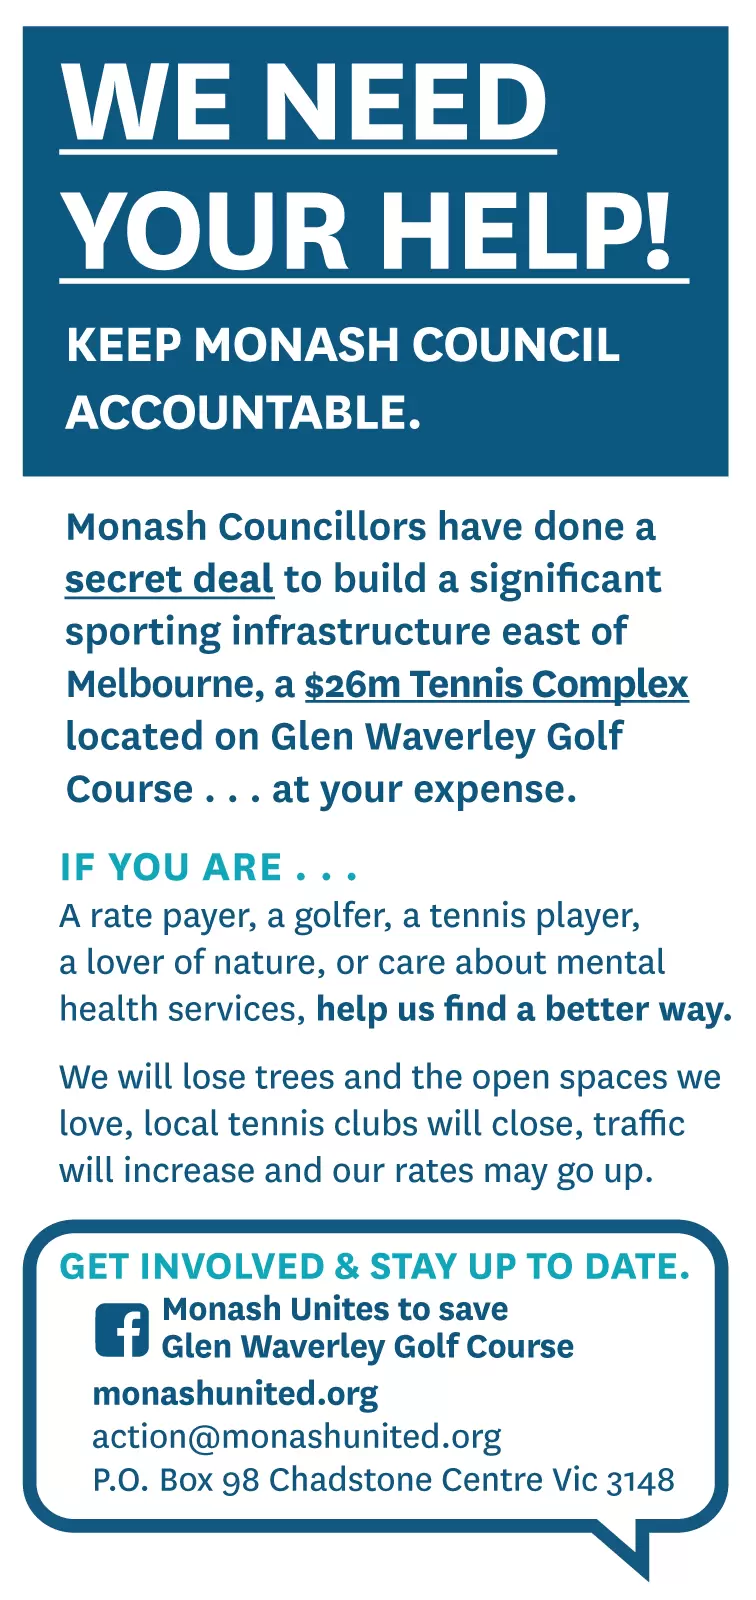 WE NEED
YOUR HELP!
KEEP MONASH COUNCIL
ACCOUNTABLE.
Monash Councillors have done a
secret deal to build a significant
sporting infrastructure east of
Melbourne, a $26m Tennis Complex
located on Glen Waverley Golf
Course . . . at your expense.
IF YOU ARE . . .
A rate payer, a golfer, a tennis player,
a lover of nature, or care about mental
health services, help us find a better way.
We will lose trees and the open spaces we
love, local tennis clubs will close, traffic
will increase and our rates may go up.
GET INVOLVED & STAY UP TO DATE.
Monash Unites to save
Glen Waverley Golf Course
monashunited.org
action@monashunited.org
P.O. Box 98 Chadstone Centre Vic 3148